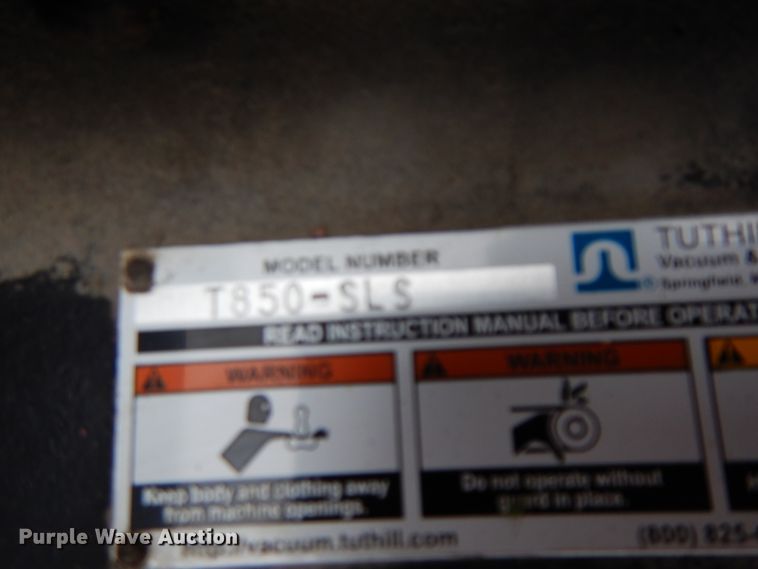 MODEL NUMBER
T850-SLS
TUTHI
Vacuum &
Springfield,
READ INSTRUCTION MANUAL BEFORE OPERAT
WARNING
WARNING
Keep body and clothing away
from machine openings.
Do not operate without
guard in place.
vacuum.tuthill.com
(800) 825-
Purple Wave Auction